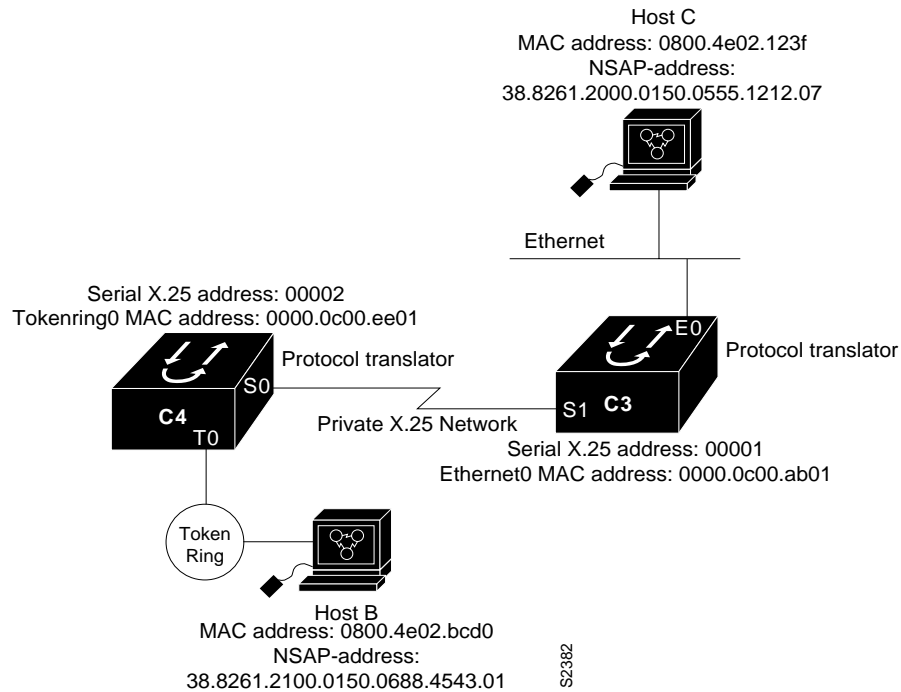 Host C
MAC address: 0800.4e02.123f
NSAP-address:
38.8261.2000.0150.0555.1212.07
Ethernet
Serial X.25 address: 00002
Tokenring0 MAC address: 0000.0c00.ee01
E0
Protocol translator
Protocol translator
S0
C4
T0
S1
C3
Private X.25 Network
Serial X.25 address: 00001
Ethernet0 MAC address: 0000.0c00.ab01
Token
Ring
Host B
MAC address: 0800.4e02.bcd0
NSAP-address:
38.8261.2100.0150.0688.4543.01
S2382